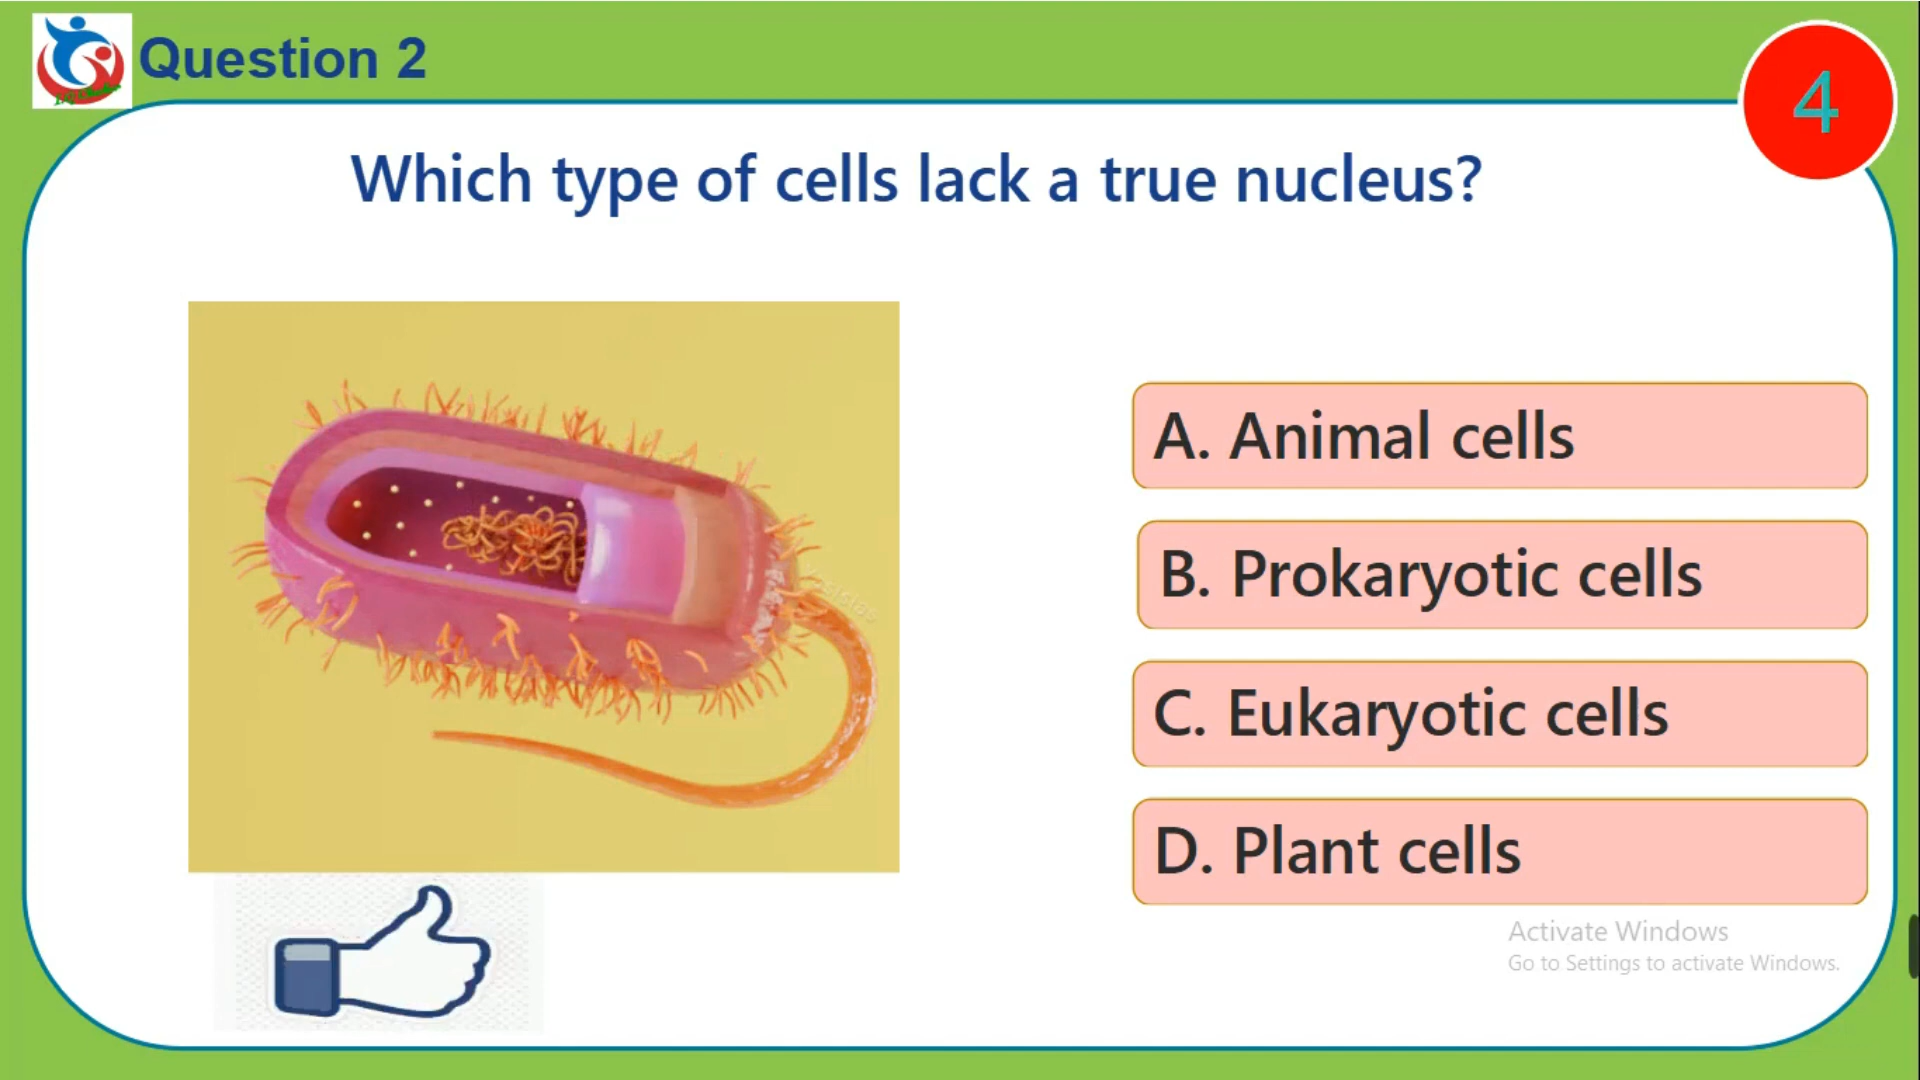 Question 2
4
Which type of cells lack a true nucleus?
A. Animal cells
B. Prokaryotic cells
C. Eukaryotic cells
D. Plant cells
Activate Windows
Go to Settings to activate Windows.